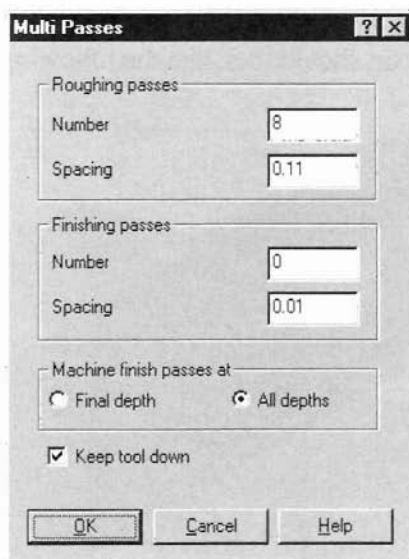 Multi Passes
Roughing passes
Number 8
Spacing 0.11
Finishing passes
Number 0
Spacing 0.01
Machine finish passes at
Final depth All depths
Keep tool down
OK Cancel Help